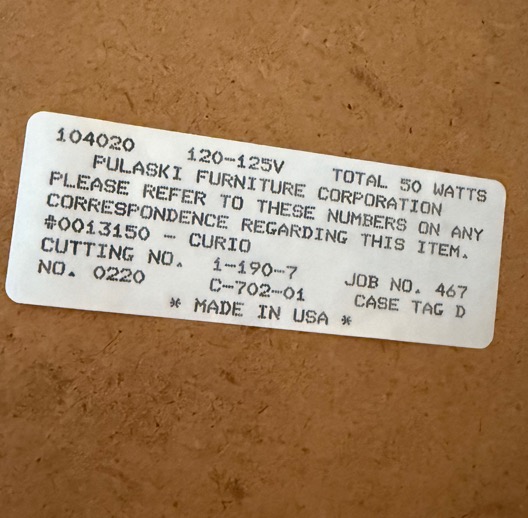 104020 120-125V TOTAL 50 WATTS
PULASKI FURNITURE CORPORATION
PLEASE REFER TO THESE NUMBERS ON ANY
CORRESPONDENCE REGARDING THIS ITEM.
#0013150 - CURIO
CUTTING NO. 1-190-7 JOB NO. 467
NO. 0220 C-702-01 CASE TAG D
* MADE IN USA *